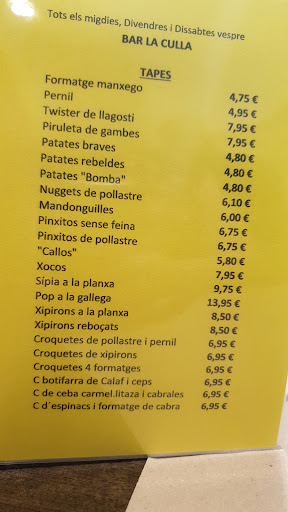 Tots els migdies, Divendres i Dissabtes vespre
BAR LA CULLA
TAPES
Formatge manxego 4,75 €
Pernil 4,95 €
Twister de llagosti 7,95 €
Piruleta de gambes 7,95 €
Patates braves 4,80 €
Patates rebeldes 4,80 €
Patates "Bomba" 4,80 €
Nuggets de pollastre 6,10 €
Mandonguilles 6,00 €
Pinxitos sense feina 6,75 €
Pinxitos de pollastre 6,75 €
"Callos" 5,80 €
Xocos 7,95 €
Sípia a la planxa 9,75 €
Pop a la gallega 13,95 €
Xipirons a la planxa 8,50 €
Xipirons reboçats 8,50 €
Croquetes de pollastre i pernil 6,95 €
Croquetes de xipirons 6,95 €
Croquetes 4 formatges 6,95 €
C botifarra de Calaf i ceps 6,95 €
C de ceba carmel.litaza i cabrales 6,95 €
C d´espinacs i formatge de cabra 6,95 €